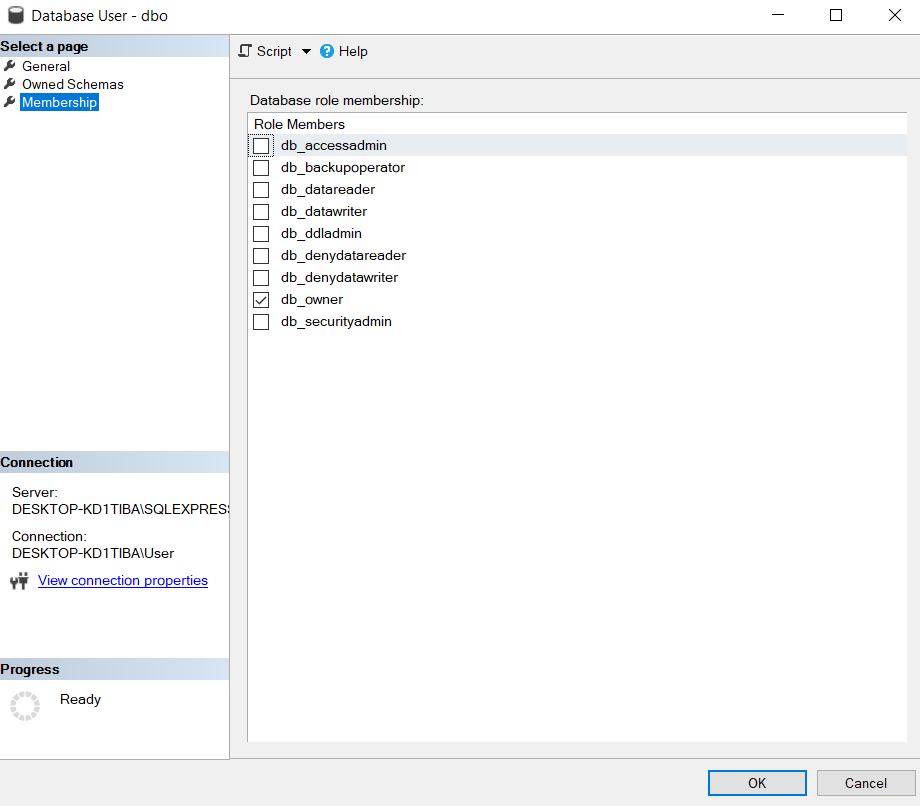 Database User - dbo
Select a page
General
Owned Schemas
Membership
Script
Help
Database role membership:
Role Members
db_accessadmin
db_backupoperator
db_datareader
db_datawriter
db_ddladmin
db_denydatareader
db_denydatawriter
db_owner
db_securityadmin
Connection
Server:
DESKTOP-KD1TIBA\SQLEXPRES
Connection:
DESKTOP-KD1TIBA\User
View connection properties
Progress
Ready
OK
Cancel